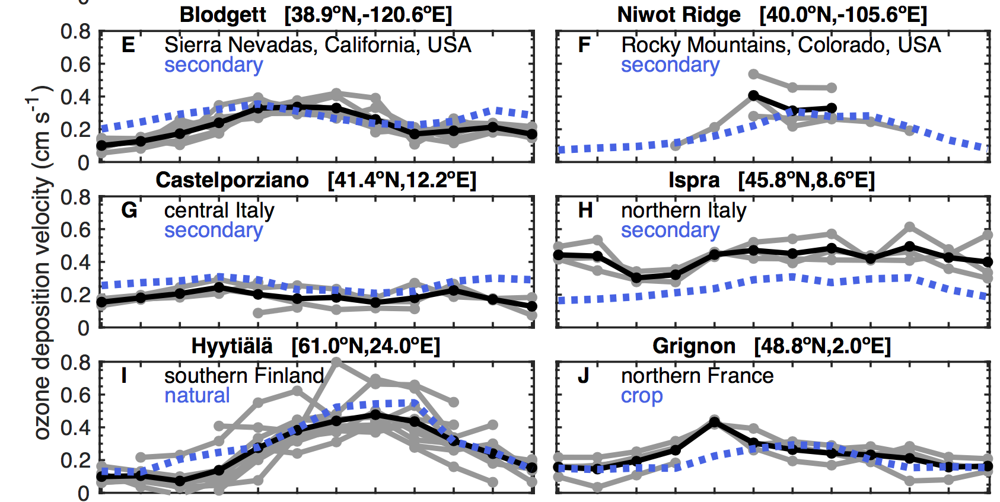 Blodgett [38.9°N,-120.6°E]
Niwot Ridge [40.0°N,-105.6°E]
0.8
0.6
0.4
0.2
0
E Sierra Nevadas, California, USA
secondary
F Rocky Mountains, Colorado, USA
secondary
Castelporziano [41.4°N,12.2°E]
Ispra [45.8°N,8.6°E]
0.8
0.6
0.4
0.2
0
G central Italy
secondary
H northern Italy
secondary
ozone deposition velocity (cm s⁻¹)
Hyytiälä [61.0°N,24.0°E]
Grignon [48.8°N,2.0°E]
0.8
0.6
0.4
0.2
0
I southern Finland
natural
J northern France
crop